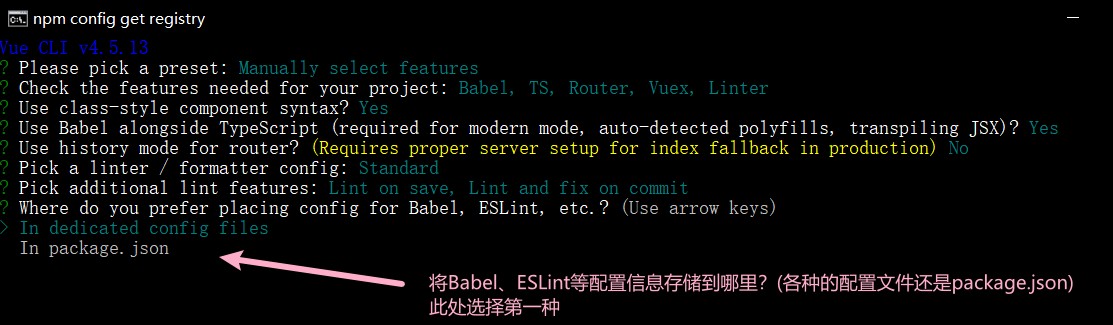 npm config get registry
Vue CLI v4.5.13
? Please pick a preset: Manually select features
? Check the features needed for your project: Babel, TS, Router, Vuex, Linter
? Use class-style component syntax? Yes
? Use Babel alongside TypeScript (required for modern mode, auto-detected polyfills, transpiling JSX)? Yes
? Use history mode for router? (Requires proper server setup for index fallback in production) No
? Pick a linter / formatter config: Standard
? Pick additional lint features: Lint on save, Lint and fix on commit
? Where do you prefer placing config for Babel, ESLint, etc.? (Use arrow keys)
> In dedicated config files
In package.json
将Babel、ESLint等配置信息存储到哪里？(各种的配置文件还是package.json)
此处选择第一种